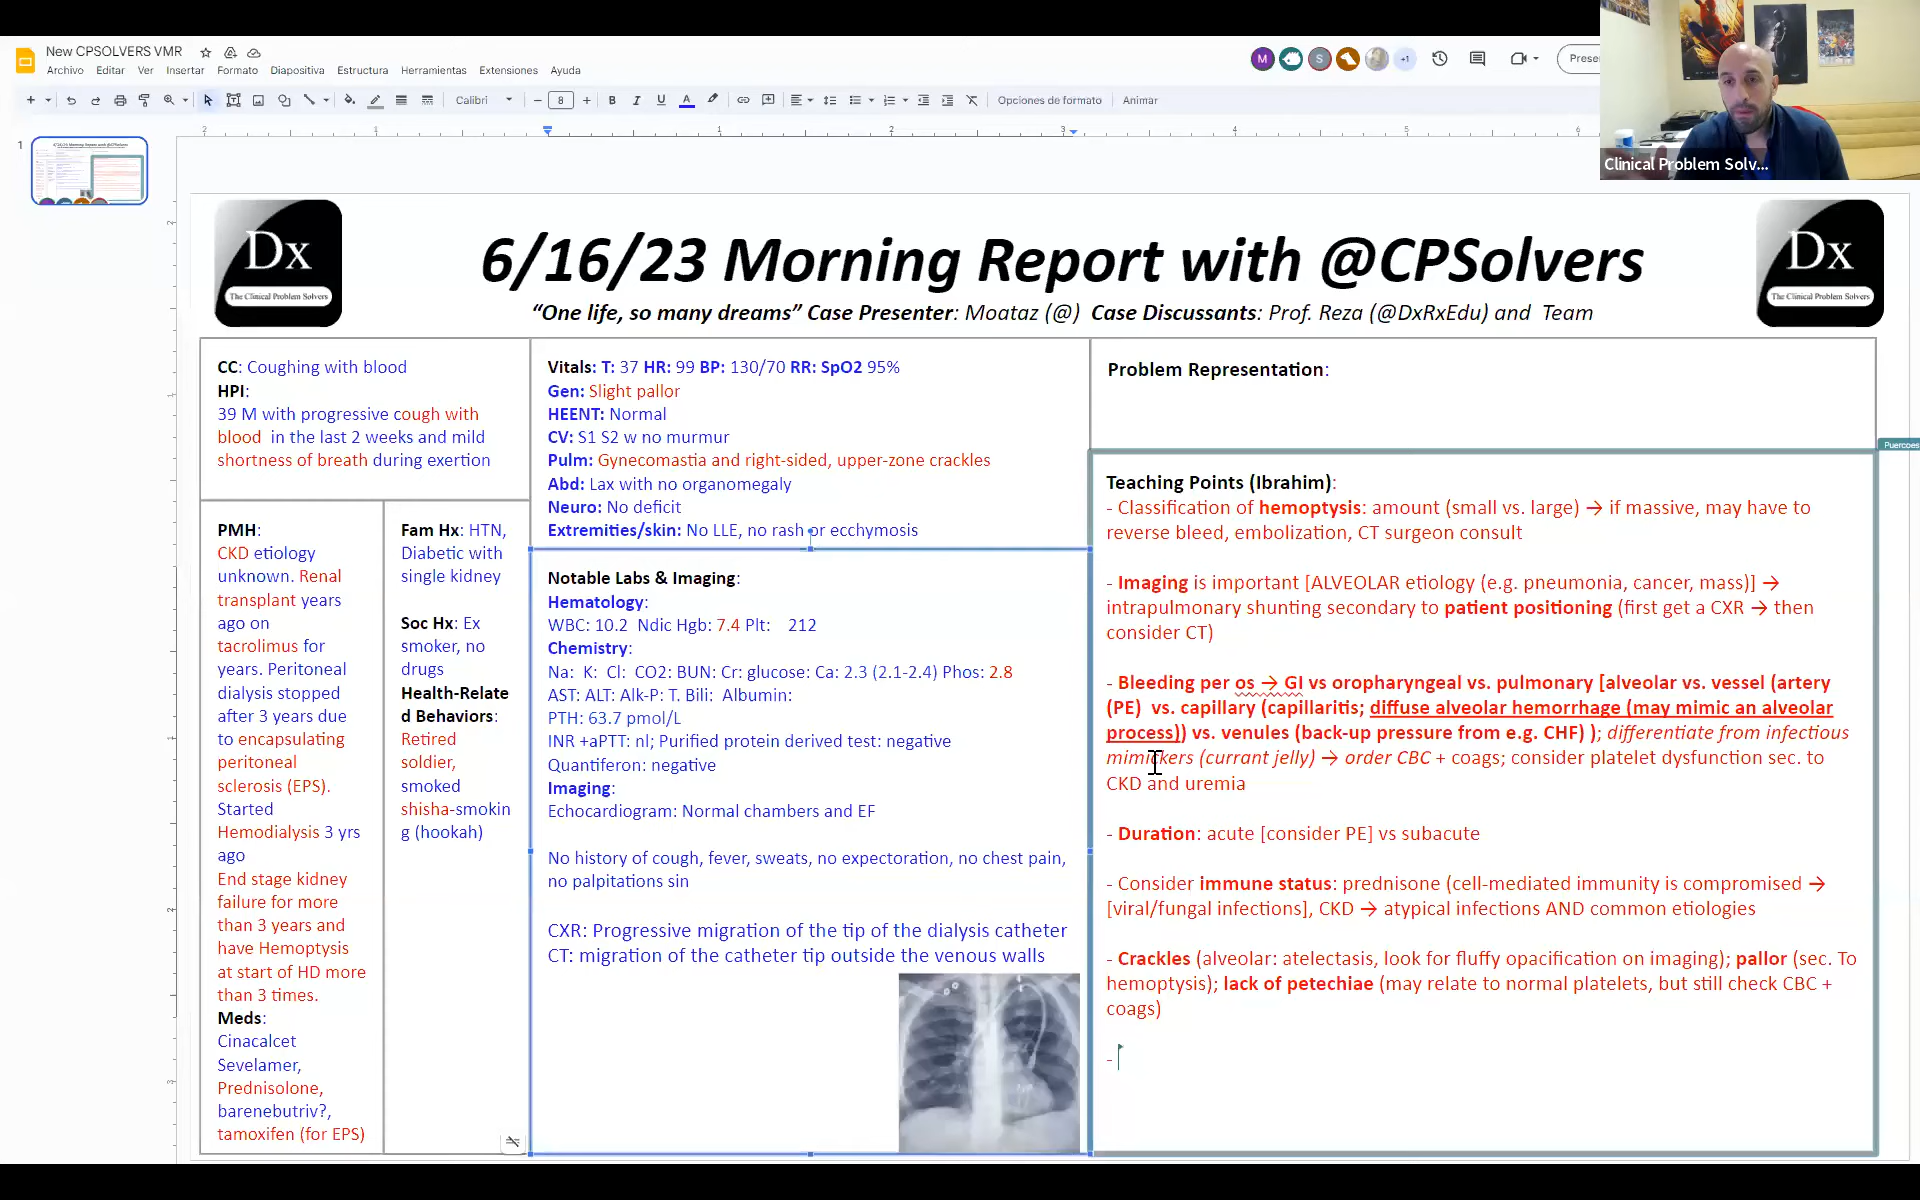 New CPSOLVERS VMR
Archivo Editar Ver Insertar Formato Diapositiva Estructura Herramientas Extensiones Ayuda
M S +1 Prese
Calibri 8 B I U A Opciones de formato Animar
Clinical Problem Solv...
2 1 1 2 3 4 5 6
1
Dx
The Clinical Problem Solvers
6/16/23 Morning Report with @CPSolvers
“One life, so many dreams” Case Presenter: Moataz (@) Case Discussants: Prof. Reza (@DxRxEdu) and Team
Dx
The Clinical Problem Solvers
CC: Coughing with blood
HPI:
39 M with progressive cough with
blood in the last 2 weeks and mild
shortness of breath during exertion
PMH:
CKD etiology
unknown. Renal
transplant years
ago on
tacrolimus for
years. Peritoneal
dialysis stopped
after 3 years due
to encapsulating
peritoneal
sclerosis (EPS).
Started
Hemodialysis 3 yrs
ago
End stage kidney
failure for more
than 3 years and
have Hemoptysis
at start of HD more
than 3 times.
Meds:
Cinacalcet
Sevelamer,
Prednisolone,
barenebutriv?,
tamoxifen (for EPS)
Fam Hx: HTN,
Diabetic with
single kidney
Soc Hx: Ex
smoker, no
drugs
Health-Relate
d Behaviors:
Retired
soldier,
smoked
shisha-smokin
g (hookah)
Vitals: T: 37 HR: 99 BP: 130/70 RR: SpO2 95%
Gen: Slight pallor
HEENT: Normal
CV: S1 S2 w no murmur
Pulm: Gynecomastia and right-sided, upper-zone crackles
Abd: Lax with no organomegaly
Neuro: No deficit
Extremities/skin: No LLE, no rash or ecchymosis
Notable Labs & Imaging:
Hematology:
WBC: 10.2 Ndic Hgb: 7.4 Plt: 212
Chemistry:
Na: K: Cl: CO2: BUN: Cr: glucose: Ca: 2.3 (2.1-2.4) Phos: 2.8
AST: ALT: Alk-P: T. Bili: Albumin:
PTH: 63.7 pmol/L
INR +aPTT: nl; Purified protein derived test: negative
Quantiferon: negative
Imaging:
Echocardiogram: Normal chambers and EF
No history of cough, fever, sweats, no expectoration, no chest pain,
no palpitations sin
CXR: Progressive migration of the tip of the dialysis catheter
CT: migration of the catheter tip outside the venous walls
Problem Representation:
Puercoes
Teaching Points (Ibrahim):
- Classification of hemoptysis: amount (small vs. large) → if massive, may have to
reverse bleed, embolization, CT surgeon consult
- Imaging is important [ALVEOLAR etiology (e.g. pneumonia, cancer, mass)] →
intrapulmonary shunting secondary to patient positioning (first get a CXR → then
consider CT)
- Bleeding per os → GI vs oropharyngeal vs. pulmonary [alveolar vs. vessel (artery
(PE) vs. capillary (capillaritis; diffuse alveolar hemorrhage (may mimic an alveolar
process)) vs. venules (back-up pressure from e.g. CHF) ); differentiate from infectious
mimickers (currant jelly) → order CBC + coags; consider platelet dysfunction sec. to
CKD and uremia
- Duration: acute [consider PE] vs subacute
- Consider immune status: prednisone (cell-mediated immunity is compromised →
[viral/fungal infections], CKD → atypical infections AND common etiologies
- Crackles (alveolar: atelectasis, look for fluffy opacification on imaging); pallor (sec. To
hemoptysis); lack of petechiae (may relate to normal platelets, but still check CBC +
coags)
-